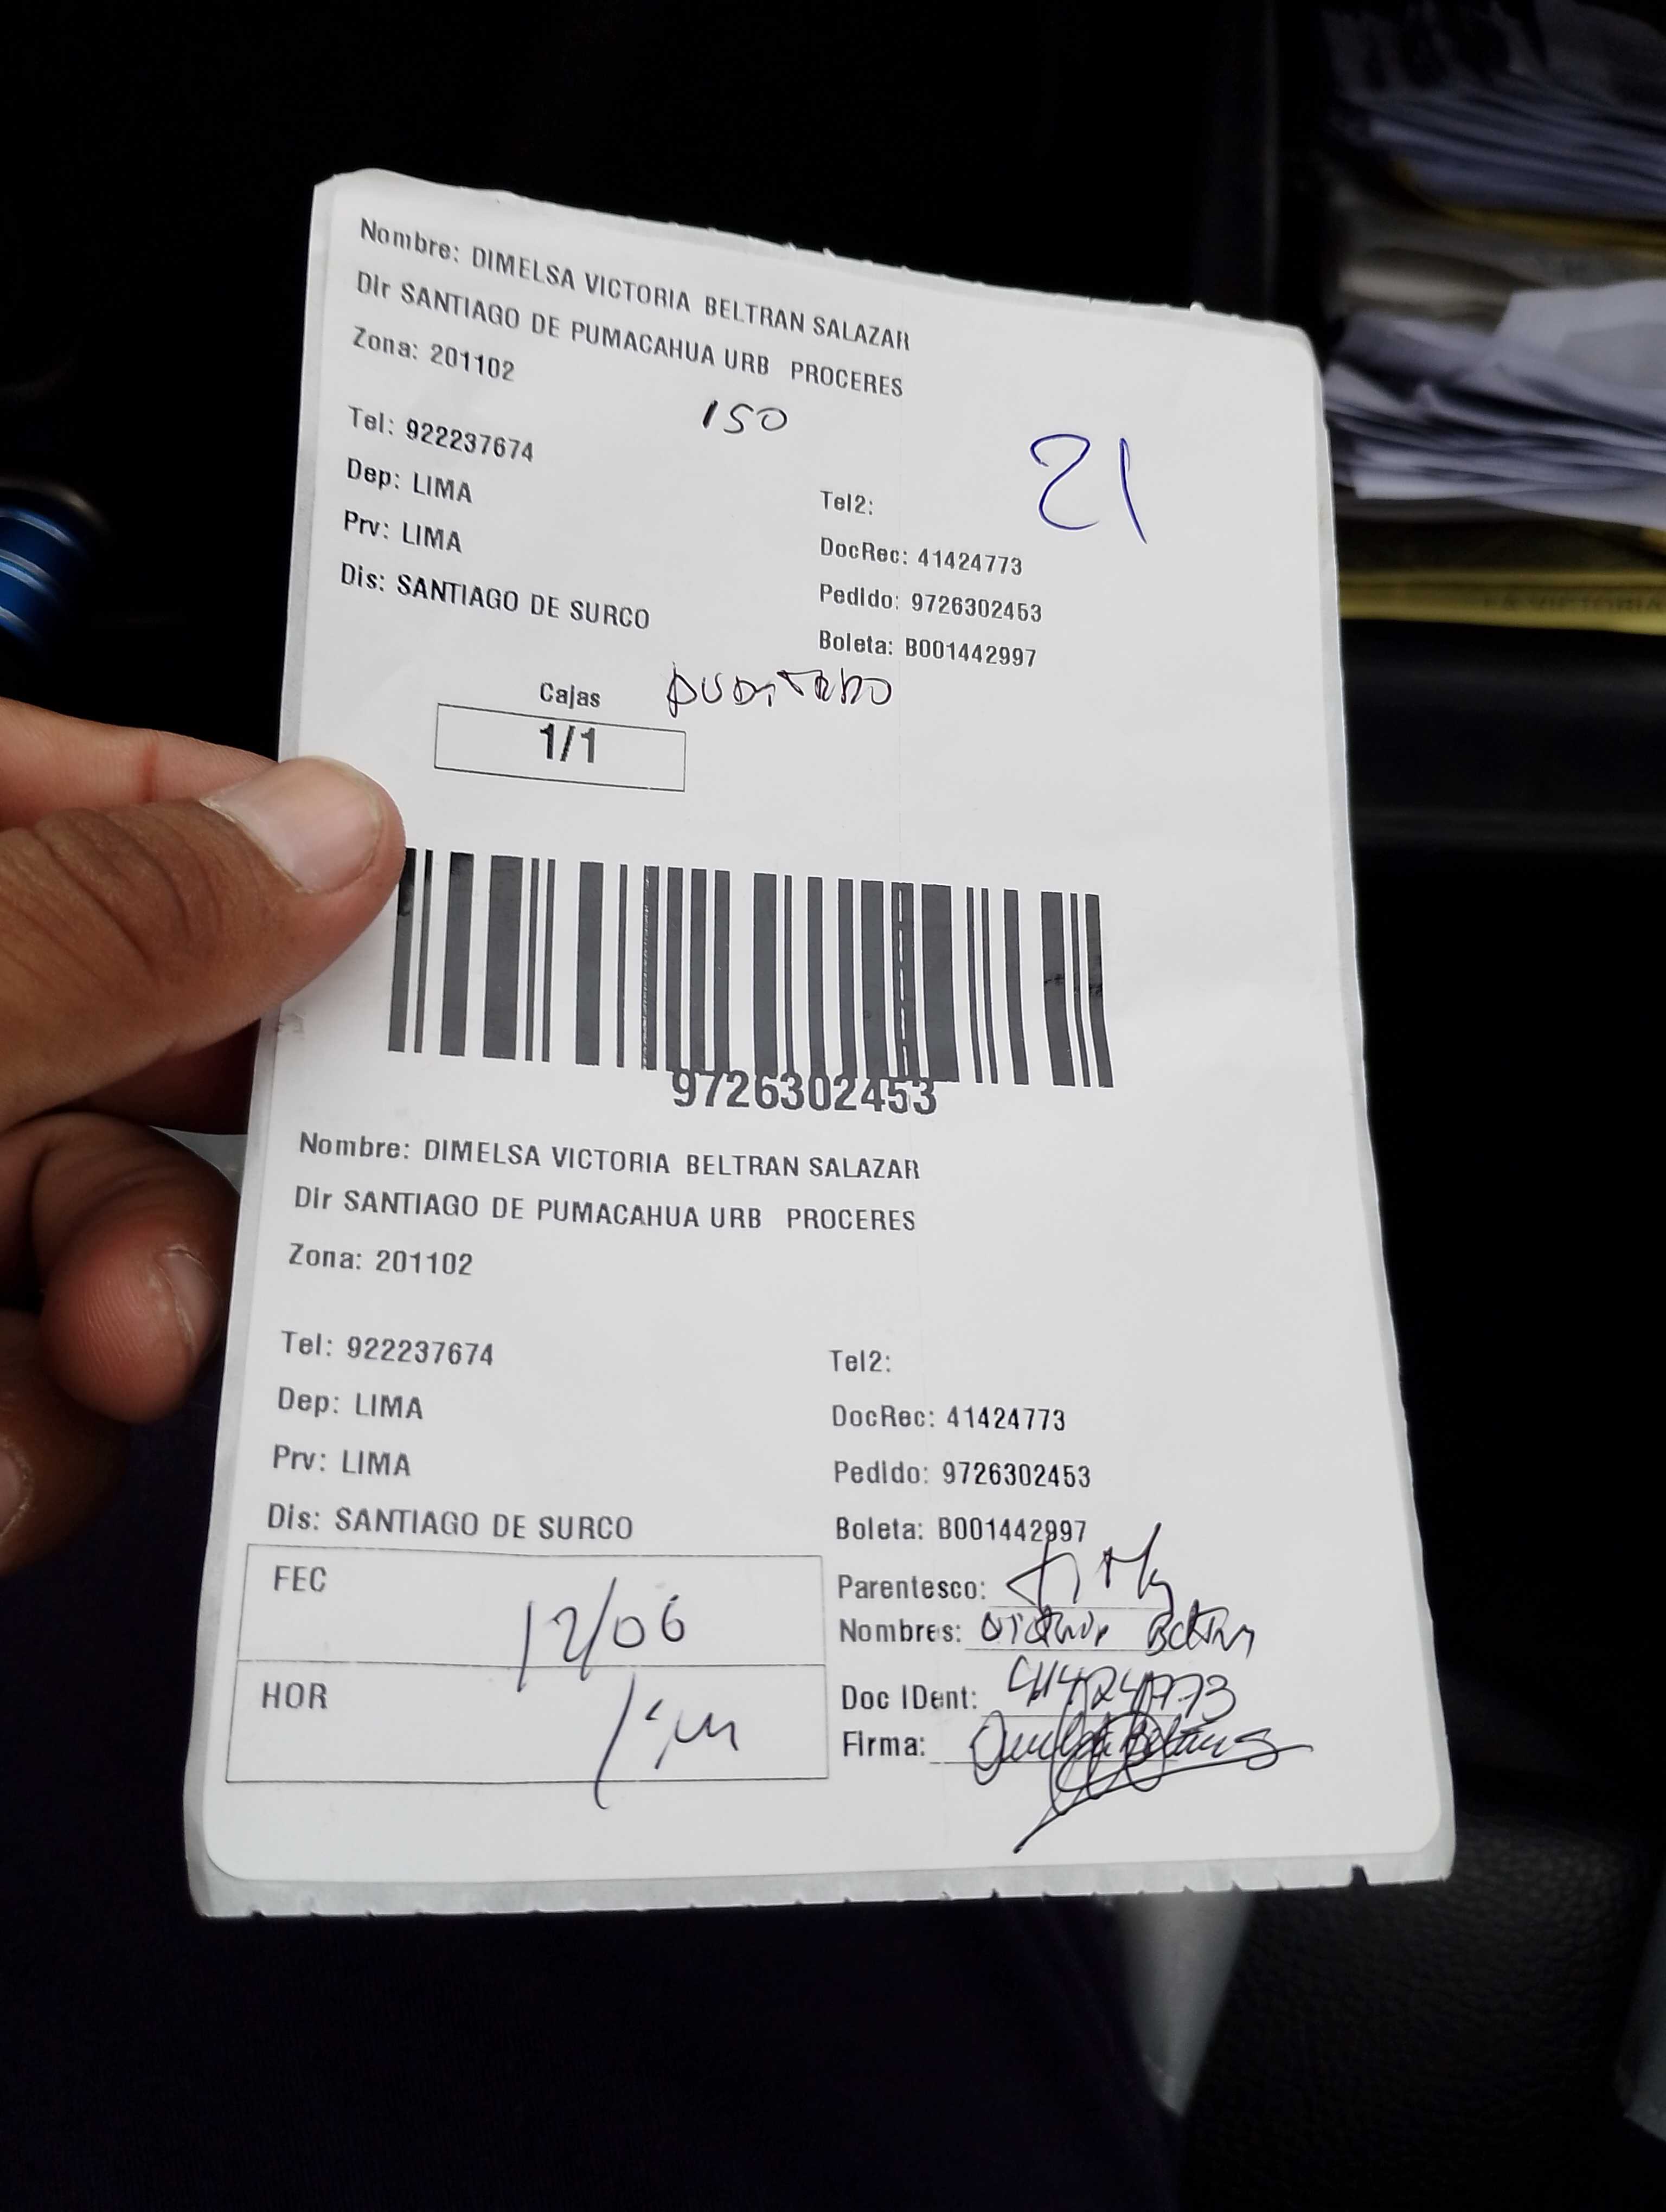 Nombre: DIMELSA VICTORIA BELTRAN SALAZAR
Dir SANTIAGO DE PUMACAHUA URB PROCERES
Zona: 201102
150
21
Tel: 922237674
Tel2:
Dep: LIMA
DocRec: 41424773
Prv: LIMA
Pedido: 9726302453
Dis: SANTIAGO DE SURCO
Boleta: B001442997
Cajas
1/1
9726302453
Nombre: DIMELSA VICTORIA BELTRAN SALAZAR
Dir SANTIAGO DE PUMACAHUA URB PROCERES
Zona: 201102
Tel: 922237674
Tel2:
Dep: LIMA
DocRec: 41424773
Prv: LIMA
Pedido: 9726302453
Dis: SANTIAGO DE SURCO
Boleta: B001442997
FEC 12/06
Parentesco:
Nombres:
HOR
Doc IDent: 41424773
Firma: